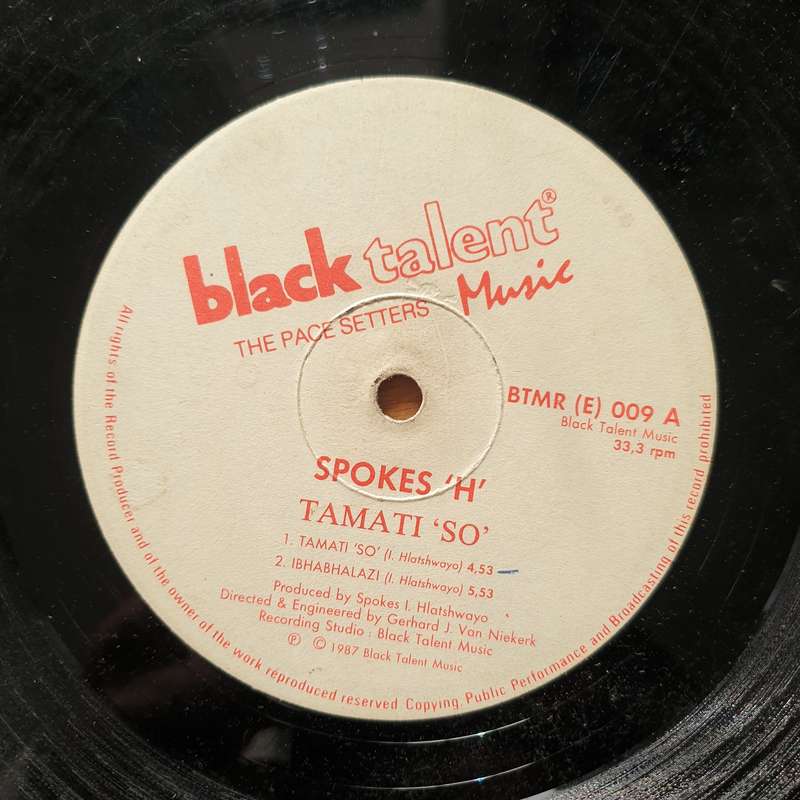 black talent®
Music
THE PACE SETTERS
BTMR (E) 009 A
Black Talent Music
33,3 rpm
SPOKES 'H'
TAMATI 'SO'
1. TAMATI 'SO' (I. Hlatshwayo) 4,53
2. IBHABHALAZI (I. Hlatshwayo) 5,53
Produced by Spokes I. Hlatshwayo
Directed & Engineered by Gerhard J. Van Niekerk
Recording Studio : Black Talent Music
℗ © 1987 Black Talent Music
All rights of the Record Producer and of the owner of the work reproduced reserved Copying, Public Performance and Broadcasting of this record prohibited